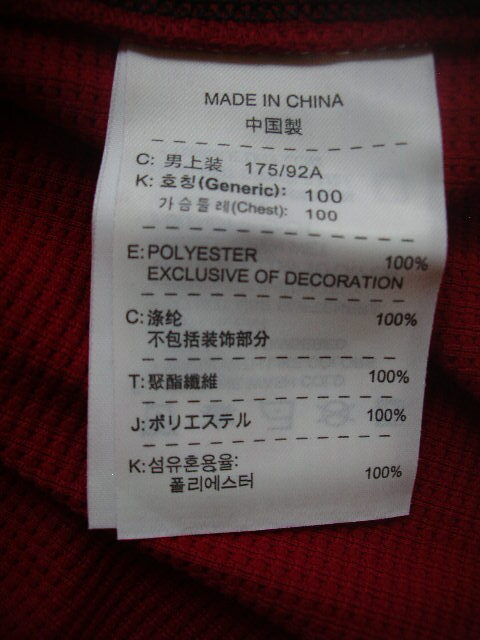 MADE IN CHINA
中国製
C: 男上装 175/92A
K: 호칭(Generic): 100
가슴둘레(Chest): 100
E: POLYESTER 100%
EXCLUSIVE OF DECORATION
C: 涤纶 100%
不包括装饰部分
T: 聚酯纖維 100%
J: ポリエステル 100%
K: 섬유혼용율:
폴리에스터 100%